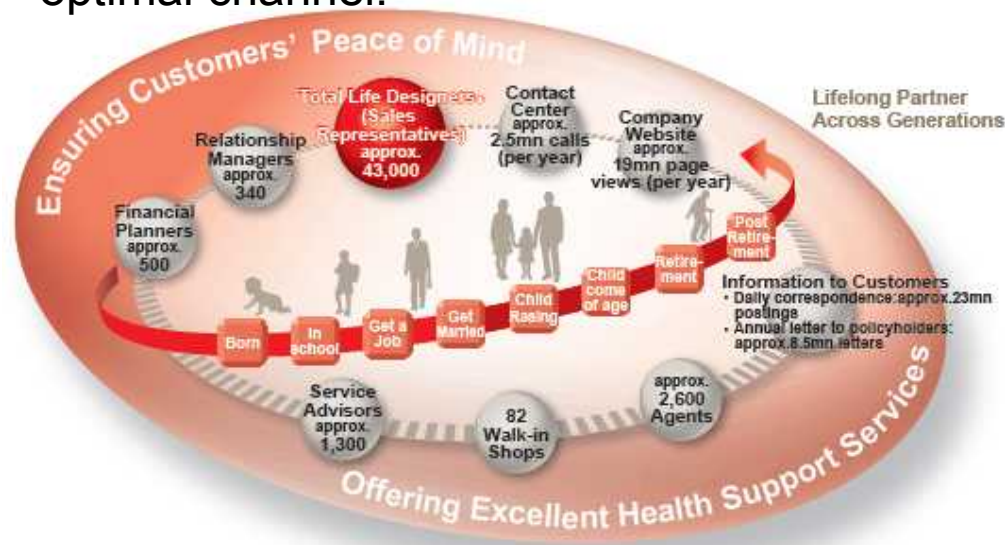 optimal channel.
Ensuring Customers' Peace of Mind
Total Life Designers
(Sales
Representatives)
approx.
43,000
Contact
Center
approx.
2.5mn calls
(per year)
Company
Website
approx.
19mn page
views (per year)
Lifelong Partner
Across Generations
Relationship
Managers
approx.
340
Financial
Planners
approx.
500
Born
In
school
Get a
Job
Get
Married
Child
Rasing
Child
come
of age
Retire-
ment
Post
Retire-
ment
Information to Customers
• Daily correspondence:approx.23mn
postings
• Annual letter to policyholders:
approx.8.5mn letters
Service
Advisors
approx.
1,300
82
Walk-in
Shops
approx.
2,600
Agents
Offering Excellent Health Support Services